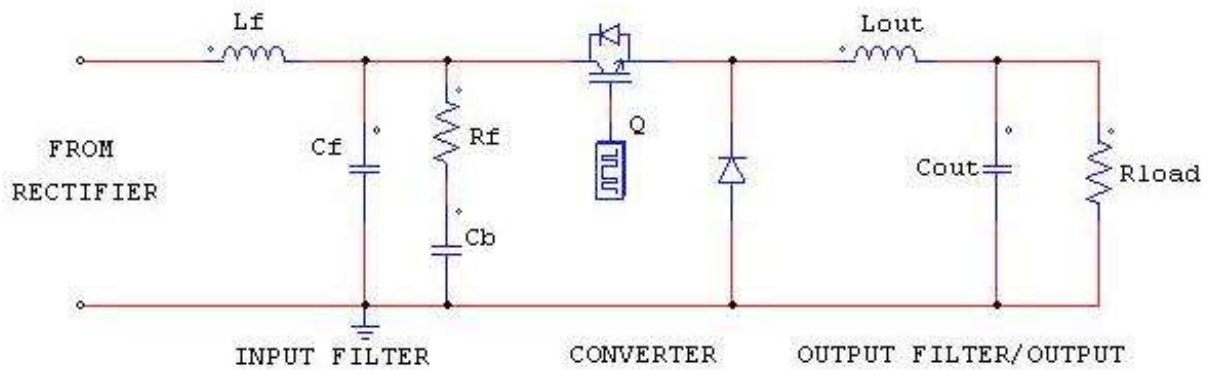 Lf
Lout
Cf
Rf
Q
Cout
Rload
FROM
RECTIFIER
Cb
INPUT FILTER
CONVERTER
OUTPUT FILTER/OUTPUT